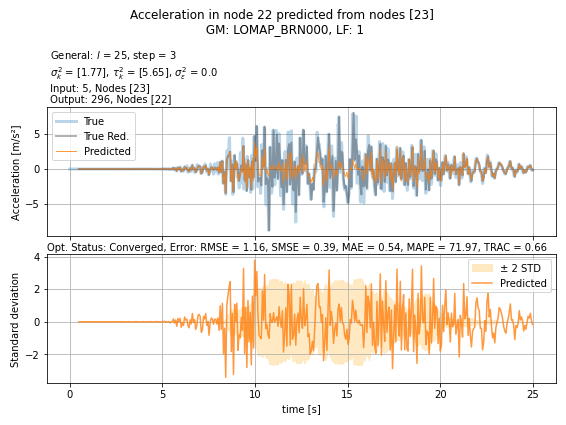 Acceleration in node 22 predicted from nodes [23]
GM: LOMAP_BRN000, LF: 1
General: l = 25, step = 3
σ²ₖ = [1.77], τ²ₖ = [5.65], σ²_ε = 0.0
Input: 5, Nodes [23]
Output: 296, Nodes [22]
True
True Red.
Predicted
Acceleration [m/s²]
5
0
−5
Opt. Status: Converged, Error: RMSE = 1.16, SMSE = 0.39, MAE = 0.54, MAPE = 71.97, TRAC = 0.66
± 2 STD
Predicted
Standard deviation
4
2
0
−2
0 5 10 15 20 25
time [s]